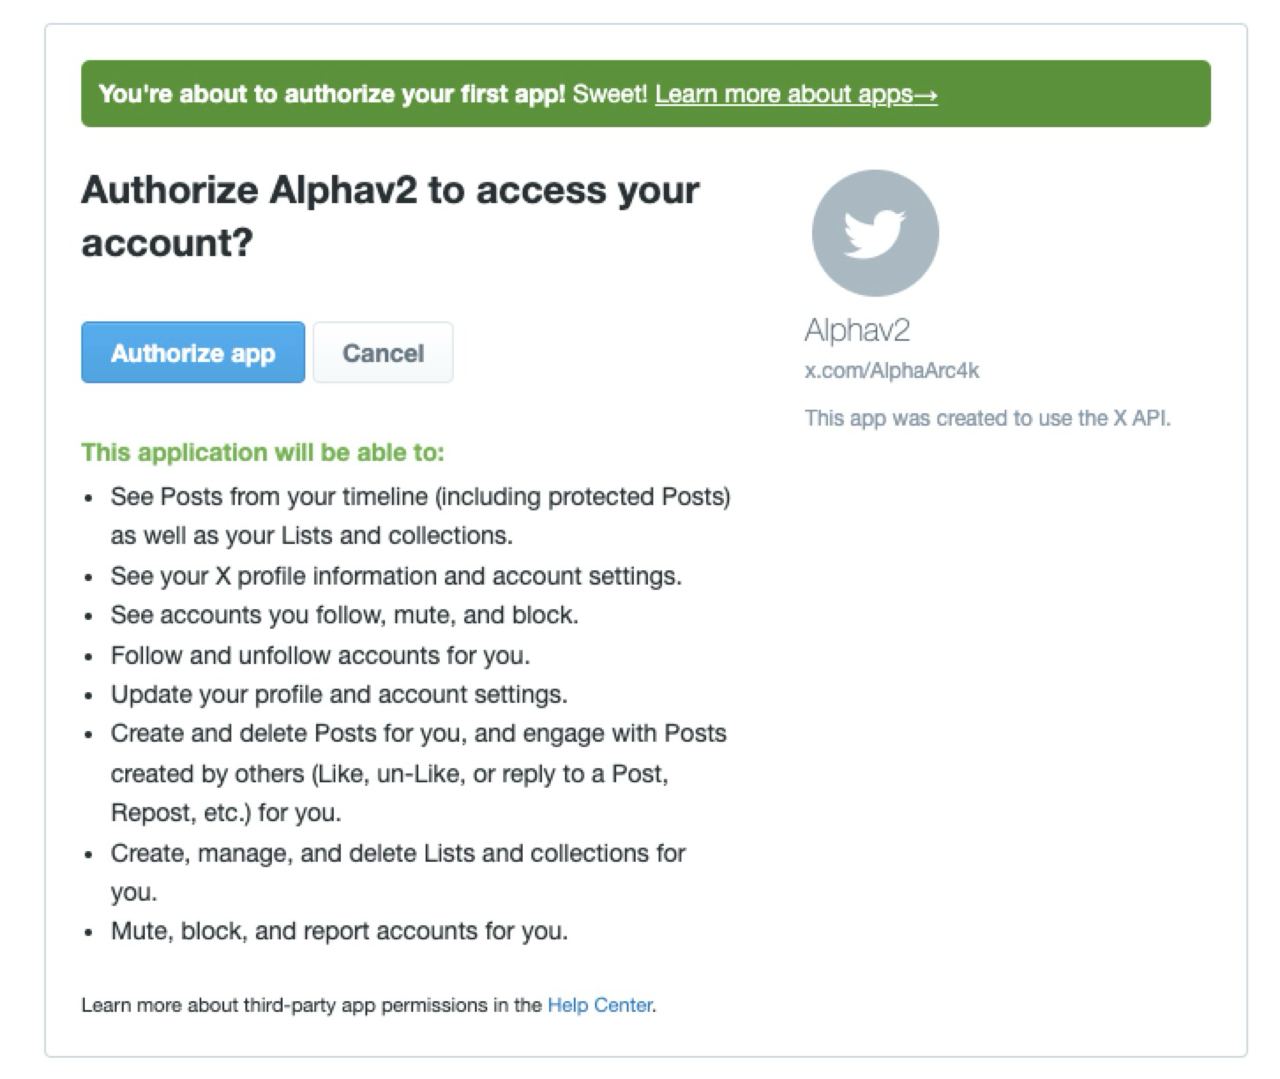 You're about to authorize your first app! Sweet! Learn more about apps→
Authorize Alphav2 to access your
account?
Authorize app
Cancel
Alphav2
x.com/AlphaArc4k
This app was created to use the X API.
This application will be able to:
• See Posts from your timeline (including protected Posts)
as well as your Lists and collections.
• See your X profile information and account settings.
• See accounts you follow, mute, and block.
• Follow and unfollow accounts for you.
• Update your profile and account settings.
• Create and delete Posts for you, and engage with Posts
created by others (Like, un-Like, or reply to a Post,
Repost, etc.) for you.
• Create, manage, and delete Lists and collections for
you.
• Mute, block, and report accounts for you.
Learn more about third-party app permissions in the Help Center.